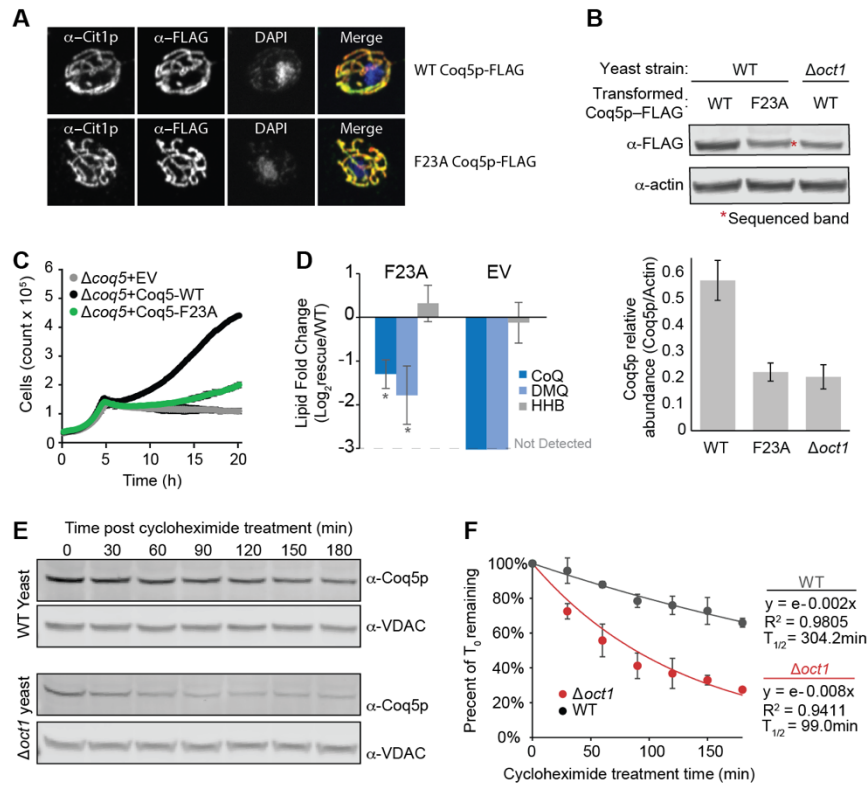 A
α–Cit1p α–FLAG DAPI Merge
WT Coq5p-FLAG
F23A Coq5p-FLAG
B
Yeast strain: WT Δoct1
Transformed Coq5p–FLAG : WT F23A WT
α-FLAG
*
α-actin
*Sequenced band
Coq5p relative
abundance (Coq5p/Actin)
0.6
0.5
0.4
0.3
0.2
0.1
0
WT F23A Δoct1
C
Δcoq5+EV
Δcoq5+Coq5-WT
Δcoq5+Coq5-F23A
Cells (count x 10⁵)
6
5
4
3
2
1
0
0 5 10 15 20
Time (h)
D
F23A EV
Lipid Fold Change
(Log₂rescue/WT)
1
0
-1
-2
-3
* *
CoQ
DMQ
HHB
Not Detected
E
Time post cycloheximide treatment (min)
0 30 60 90 120 150 180
WT Yeast
α-Coq5p
α-VDAC
Δoct1 yeast
α-Coq5p
α-VDAC
F
Precent of T₀ remaining
100%
80%
60%
40%
20%
0%
0 50 100 150
Cycloheximide treatment time (min)
Δoct1
WT
WT
y = e-0.002x
R² = 0.9805
T₁/₂ = 304.2min
Δoct1
y = e-0.008x
R² = 0.9411
T₁/₂ = 99.0min